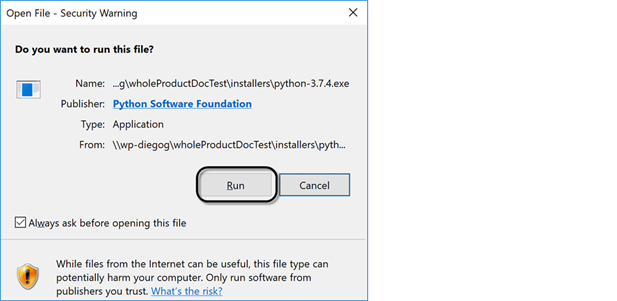 Open File - Security Warning
Do you want to run this file?
Name: ...g\wholeProductDocTest\installers\python-3.7.4.exe
Publisher: Python Software Foundation
Type: Application
From: \\wp-diegog\wholeProductDocTest\installers\pyth...
Run Cancel
Always ask before opening this file
While files from the Internet can be useful, this file type can
potentially harm your computer. Only run software from
publishers you trust. What's the risk?